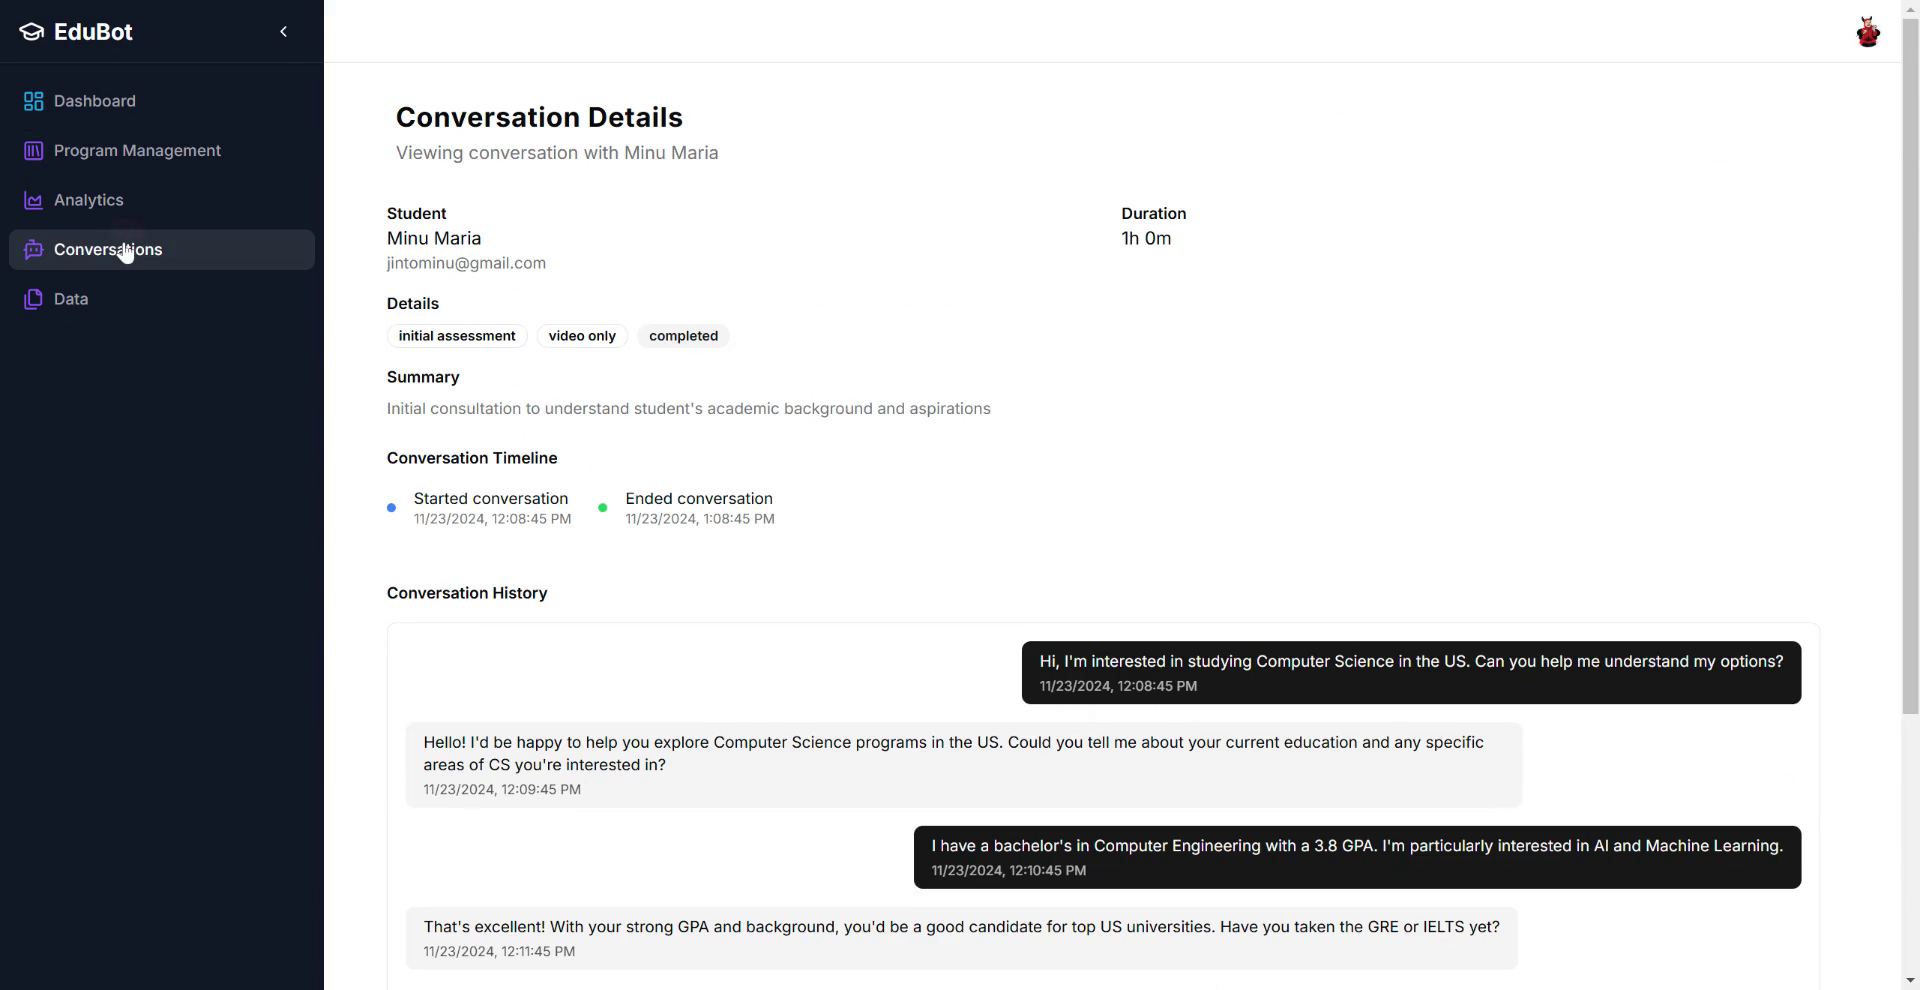 EduBot
Dashboard
Program Management
Analytics
Conversations
Data
Conversation Details
Viewing conversation with Minu Maria
Student
Minu Maria
jintominu@gmail.com
Duration
1h 0m
Details
initial assessment
video only
completed
Summary
Initial consultation to understand student's academic background and aspirations
Conversation Timeline
Started conversation
11/23/2024, 12:08:45 PM
Ended conversation
11/23/2024, 1:08:45 PM
Conversation History
Hi, I'm interested in studying Computer Science in the US. Can you help me understand my options?
11/23/2024, 12:08:45 PM
Hello! I'd be happy to help you explore Computer Science programs in the US. Could you tell me about your current education and any specific
areas of CS you're interested in?
11/23/2024, 12:09:45 PM
I have a bachelor's in Computer Engineering with a 3.8 GPA. I'm particularly interested in AI and Machine Learning.
11/23/2024, 12:10:45 PM
That's excellent! With your strong GPA and background, you'd be a good candidate for top US universities. Have you taken the GRE or IELTS yet?
11/23/2024, 12:11:45 PM